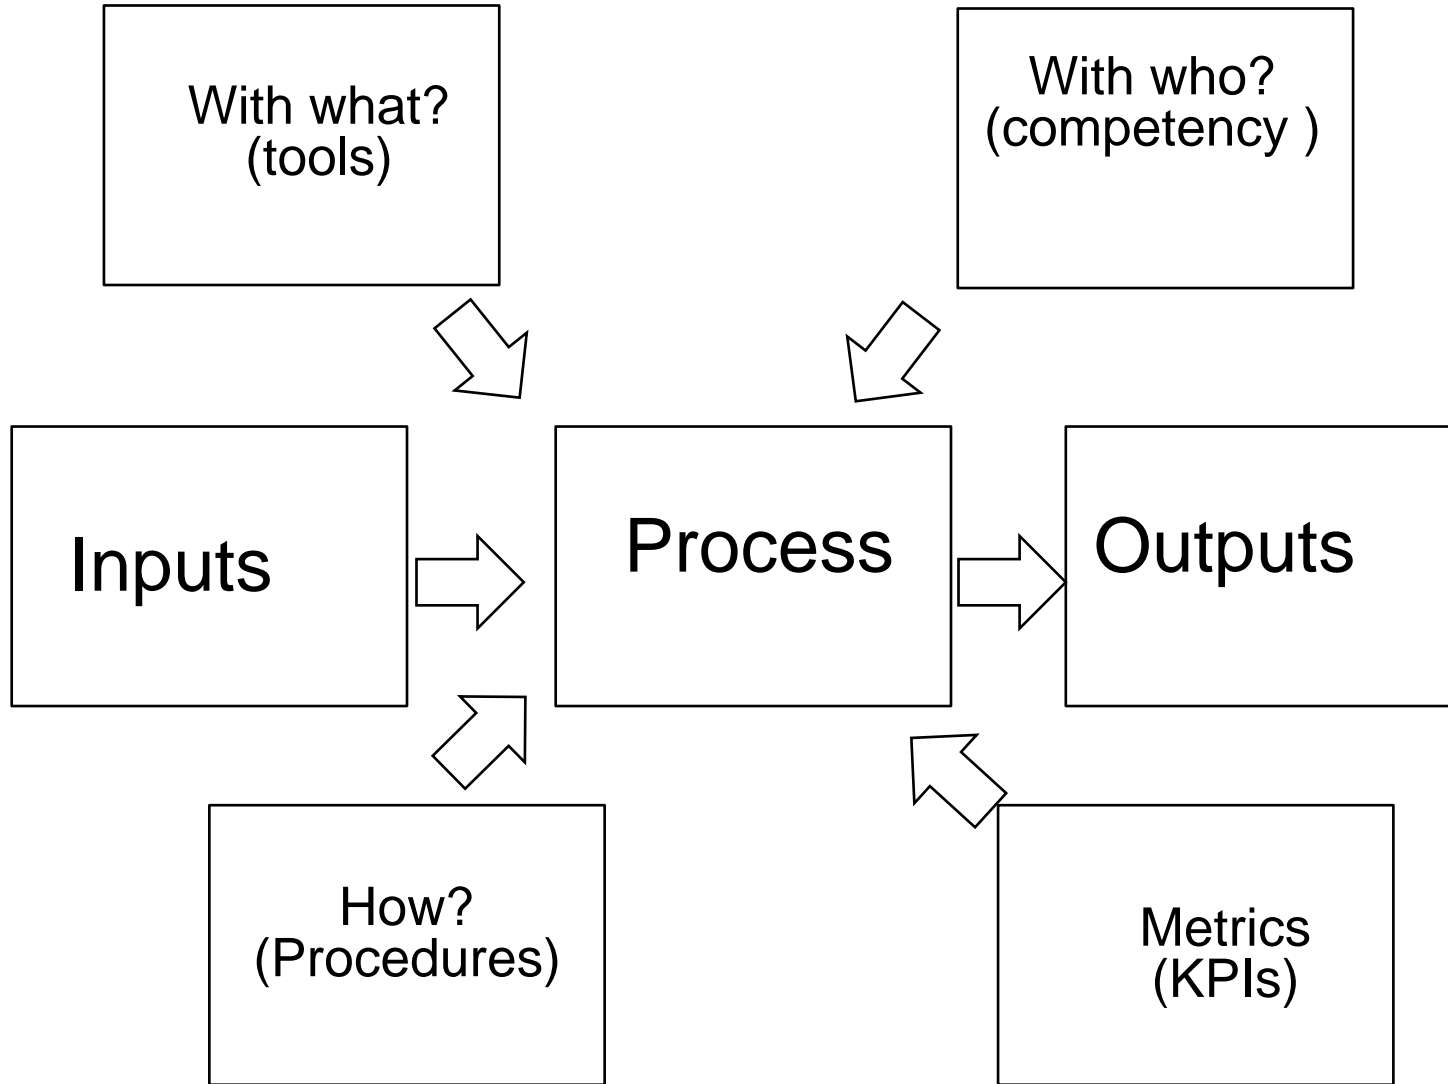 With what?
(tools)
With who?
(competency )
Inputs
Process
Outputs
How?
(Procedures)
Metrics
(KPIs)